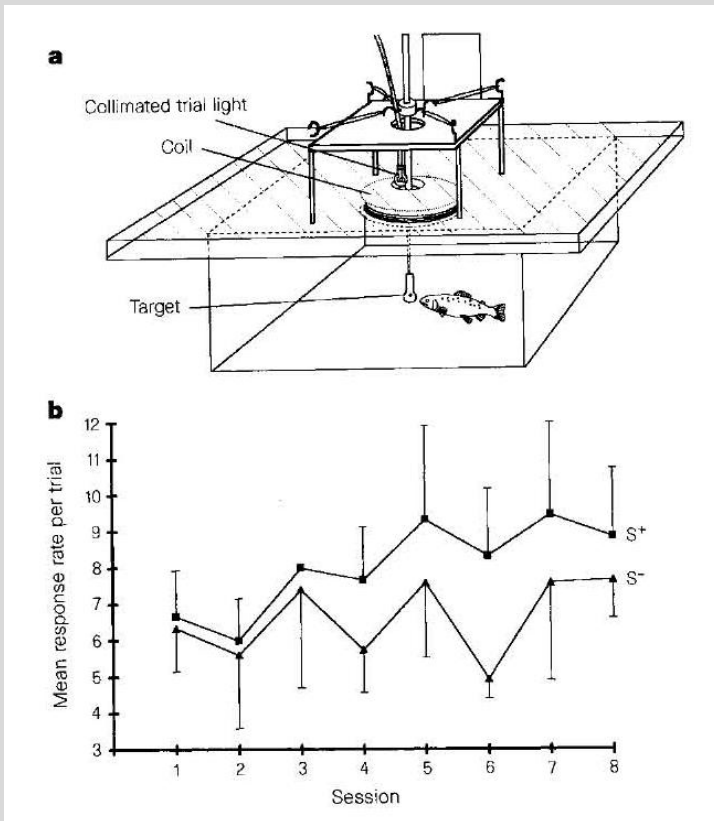 a
Collimated trial light
Coil
Target
b
Mean response rate per trial
12
11
10
9
8
7
6
5
4
3
S+
S-
1 2 3 4 5 6 7 8
Session